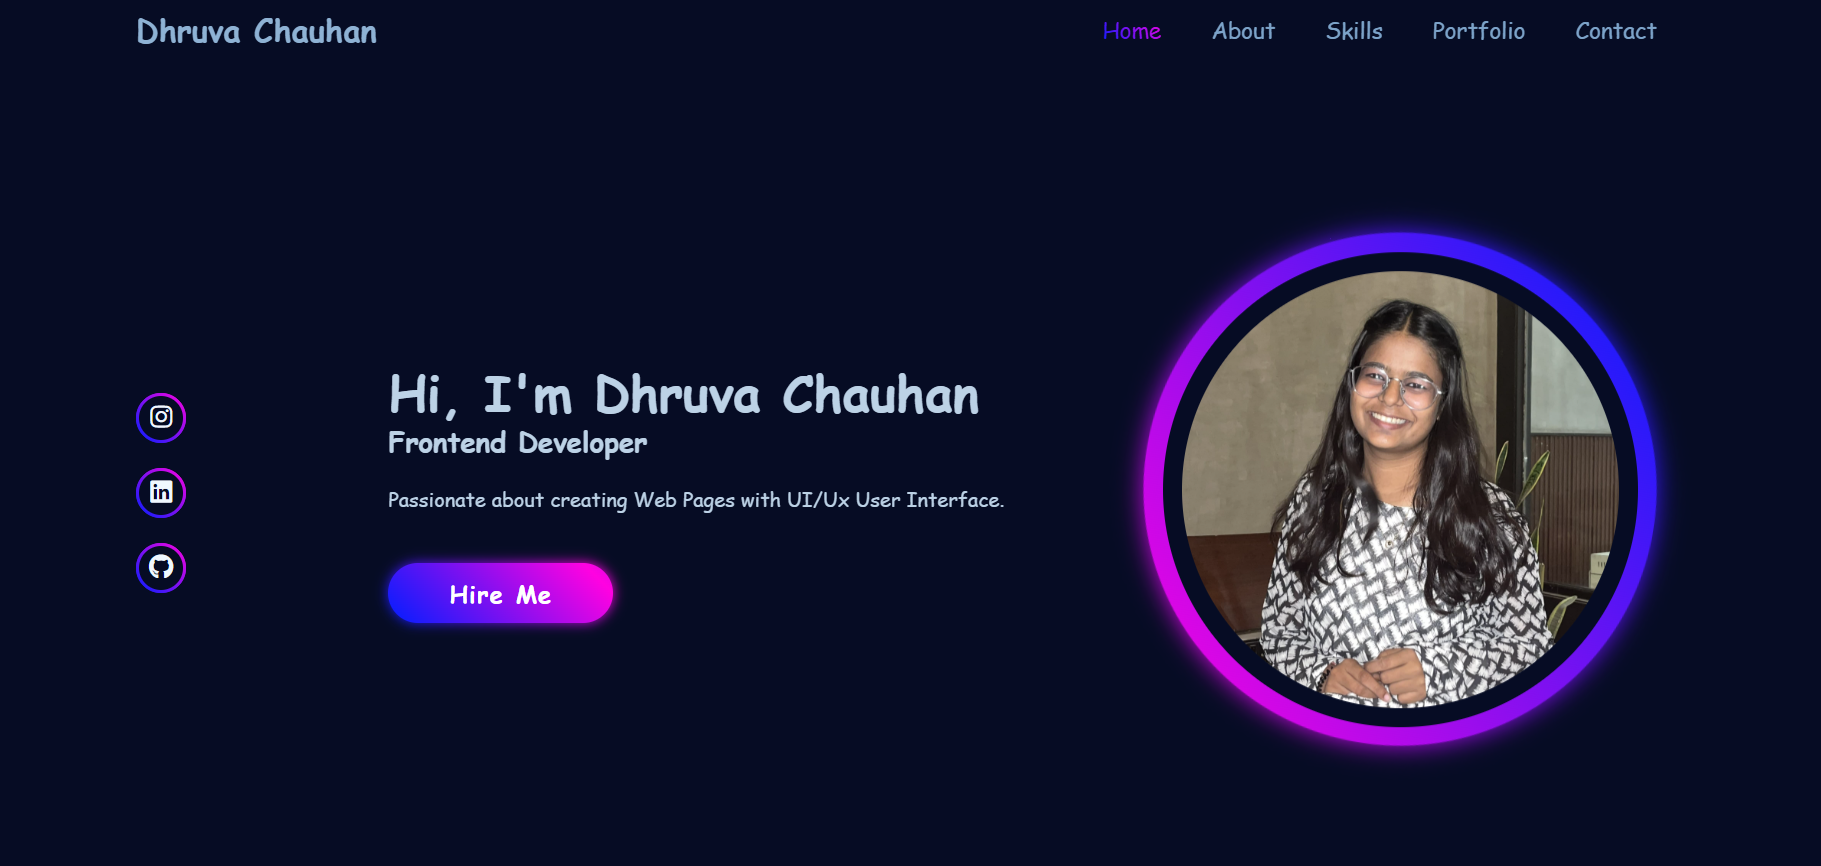 Dhruva Chauhan
Home About Skills Portfolio Contact
Hi, I'm Dhruva Chauhan
Frontend Developer
Passionate about creating Web Pages with UI/Ux User Interface.
Hire Me
in